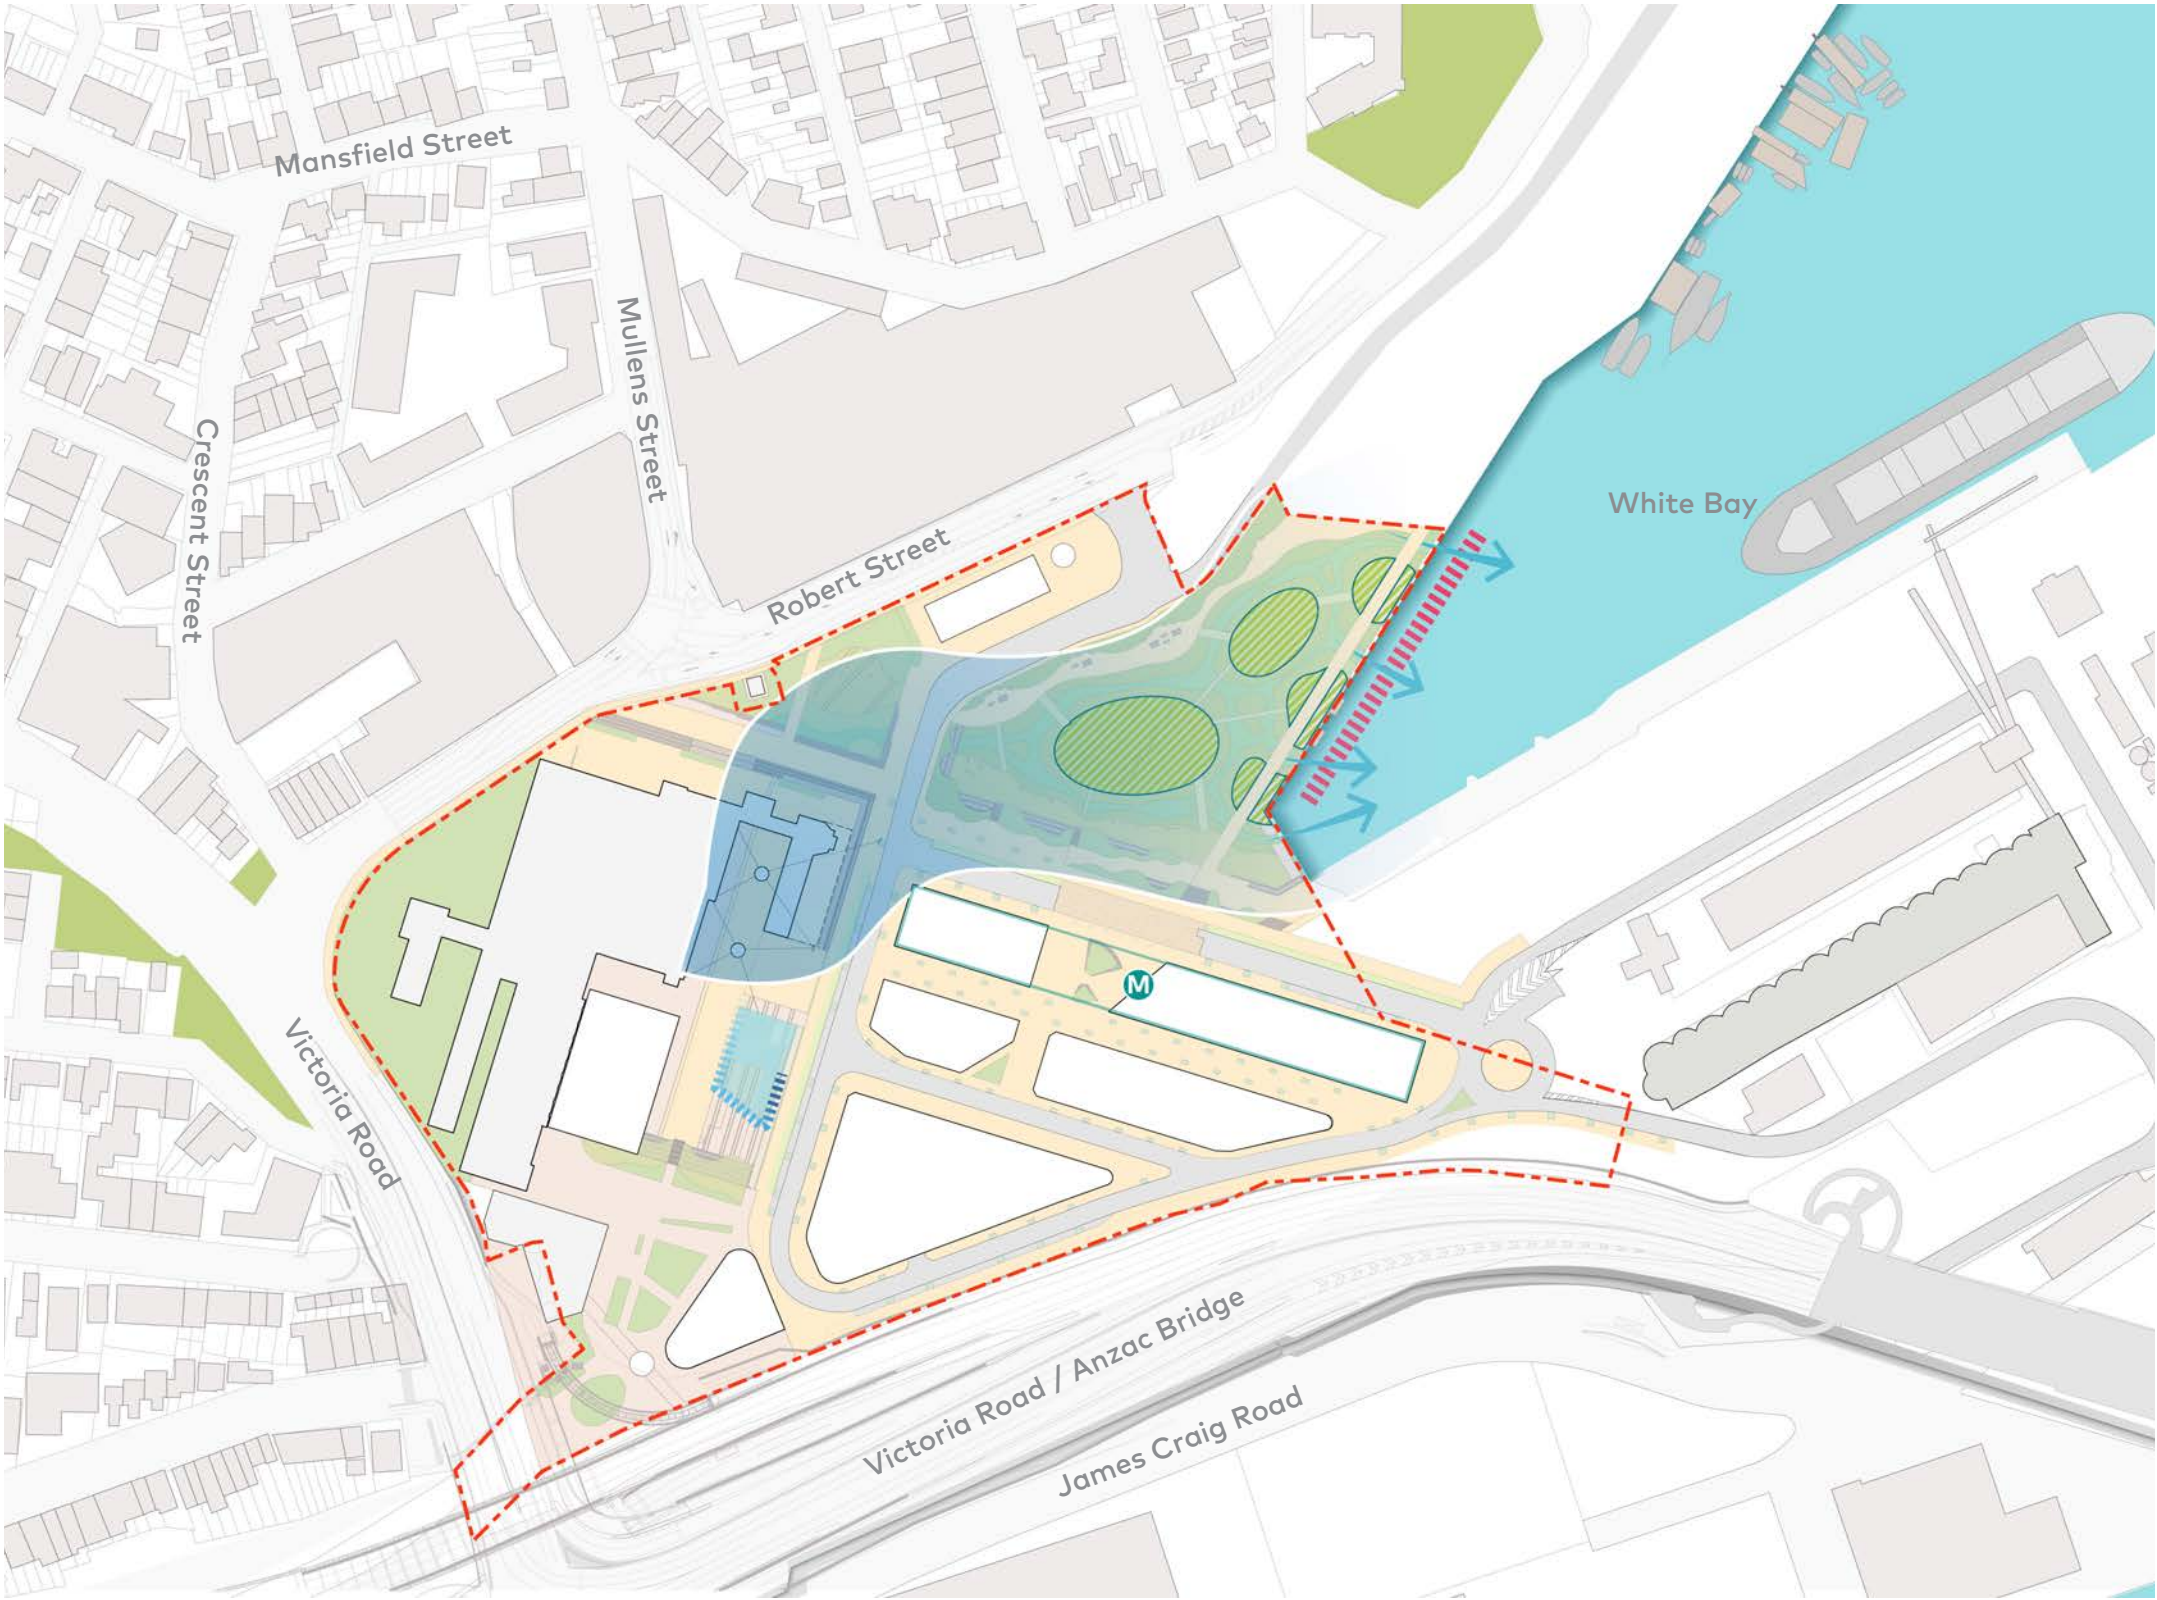 Mansfield Street
Mullens Street
Crescent Street
White Bay
Robert Street
M
Victoria Road
Victoria Road / Anzac Bridge
James Craig Road